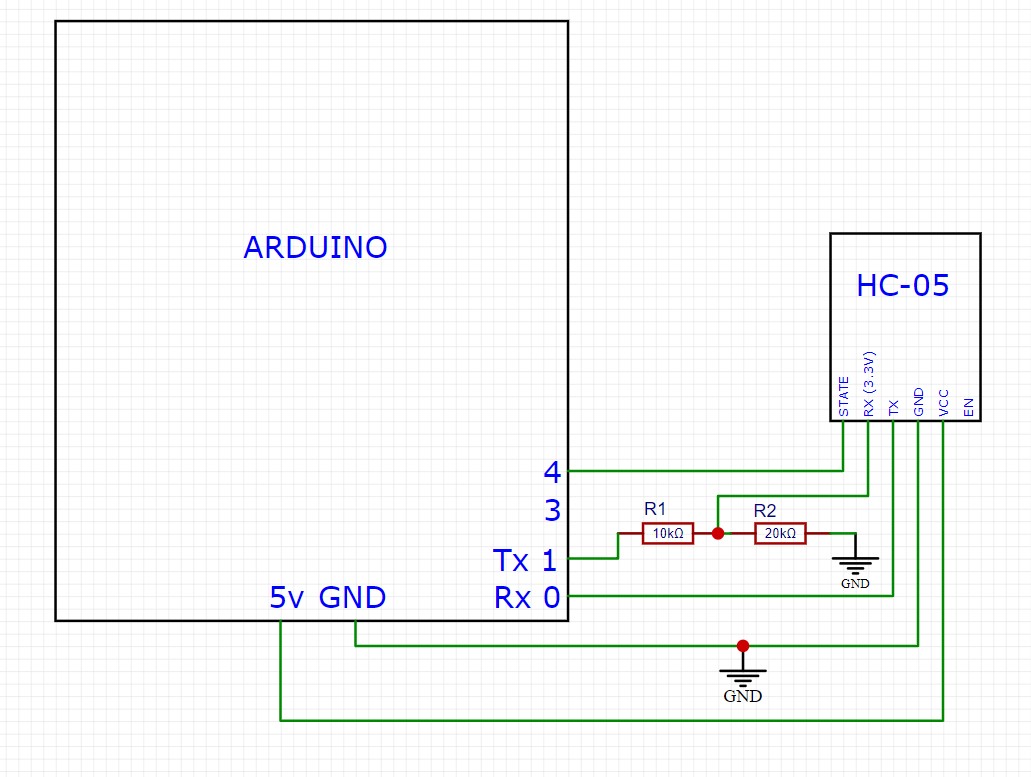 ARDUINO
HC-05
STATE
RX (3.3V)
TX
GND
VCC
EN
4
3
R1
R2
10kΩ
20kΩ
Tx 1
GND
5v GND
Rx 0
GND